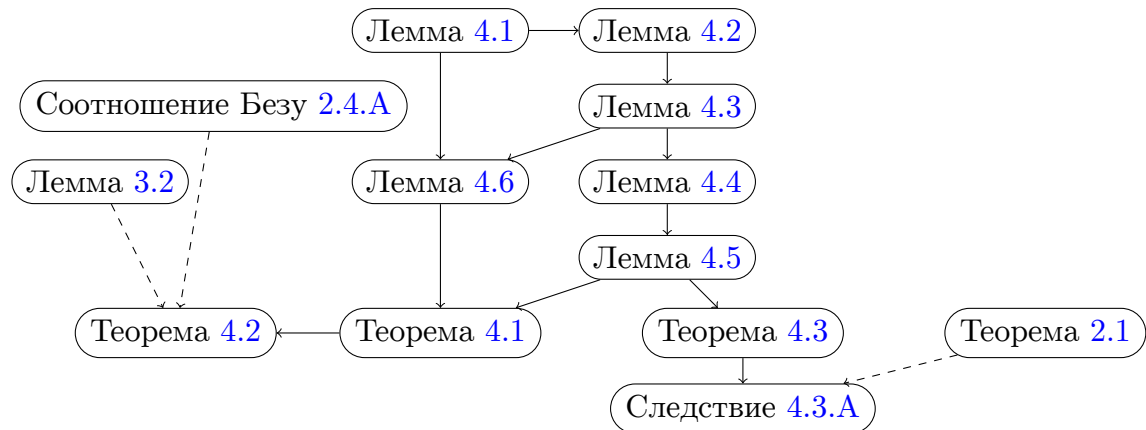 Лемма 4.1
Лемма 4.2
Соотношение Безу 2.4.A
Лемма 4.3
Лемма 3.2
Лемма 4.6
Лемма 4.4
Лемма 4.5
Теорема 4.2
Теорема 4.1
Теорема 4.3
Теорема 2.1
Следствие 4.3.A